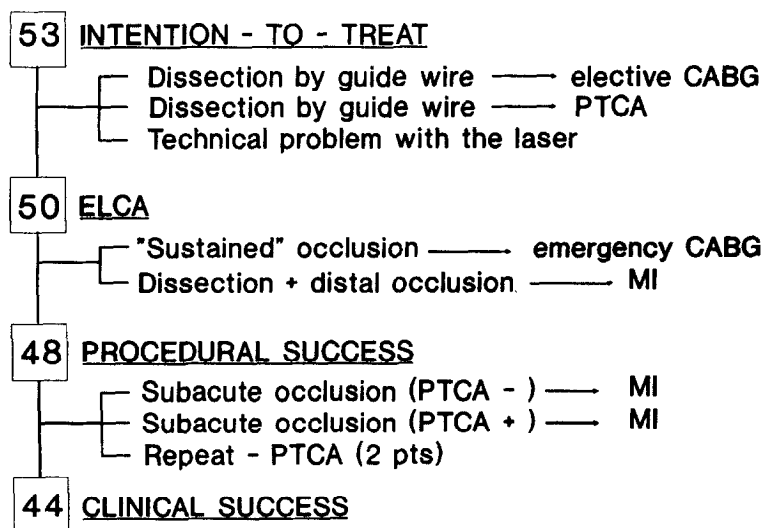 53 INTENTION - TO - TREAT
Dissection by guide wire → elective CABG
Dissection by guide wire → PTCA
Technical problem with the laser
50 ELCA
"Sustained" occlusion → emergency CABG
Dissection + distal occlusion → MI
48 PROCEDURAL SUCCESS
Subacute occlusion (PTCA - ) → MI
Subacute occlusion (PTCA + ) → MI
Repeat - PTCA (2 pts)
44 CLINICAL SUCCESS